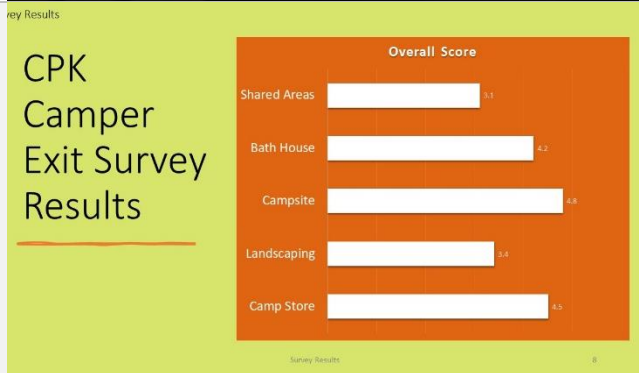 vey Results
CPK
Camper
Exit Survey
Results
Overall Score
Shared Areas 3.1
Bath House 4.2
Campsite 4.8
Landscaping 3.4
Camp Store 4.5
Survey Results 8